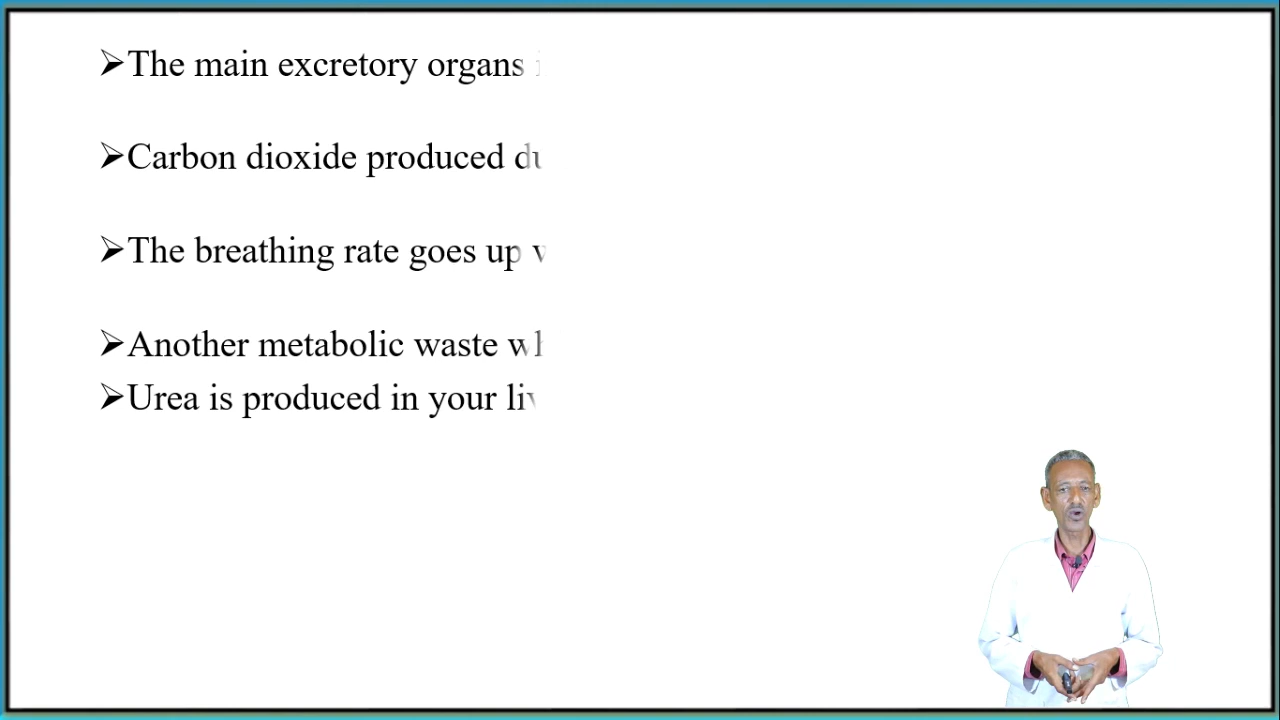 ➢The main excretory organs
➢Carbon dioxide produced
➢The breathing rate goes up
➢Another metabolic waste
➢Urea is produced in your